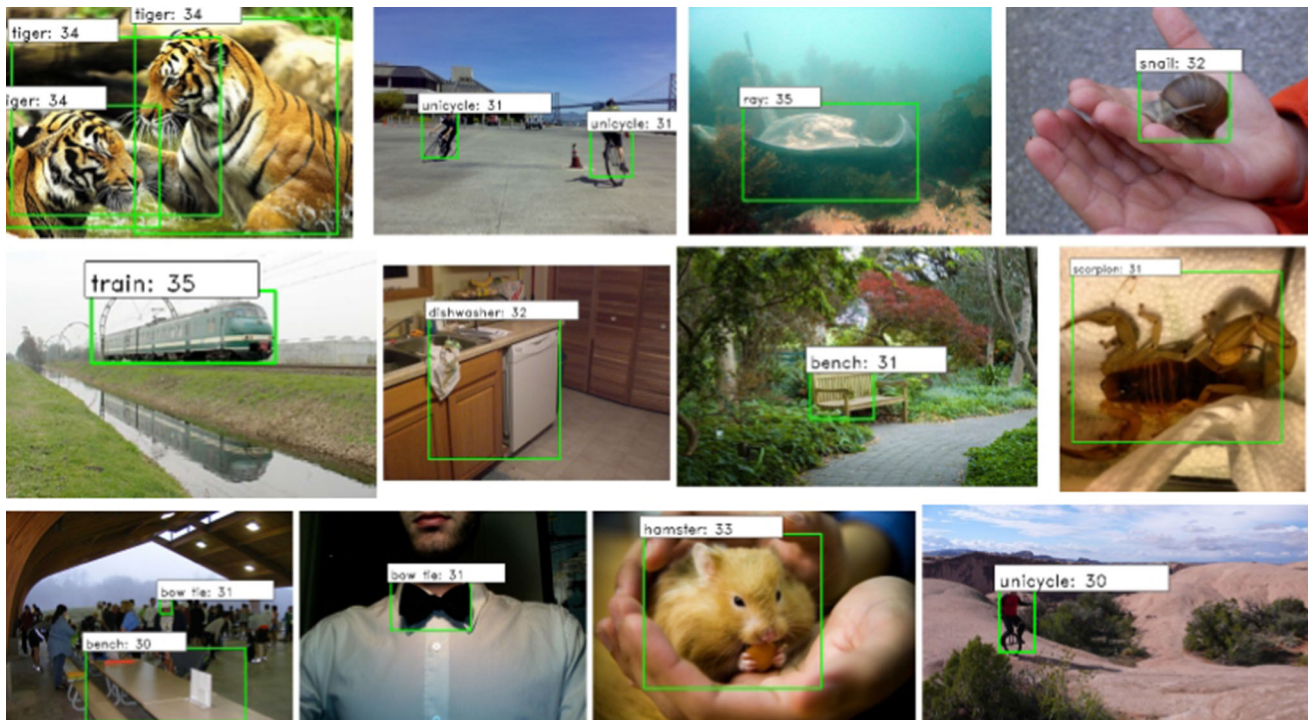 tiger: 34
tiger: 34
iger: 34
unicycle: 31
unicycle: 31
ray: 35
snail: 32
train: 35
dishwasher: 32
bench: 31
scorpion: 31
bow tie: 31
bench: 30
bow tie: 31
hamster: 33
unicycle: 30